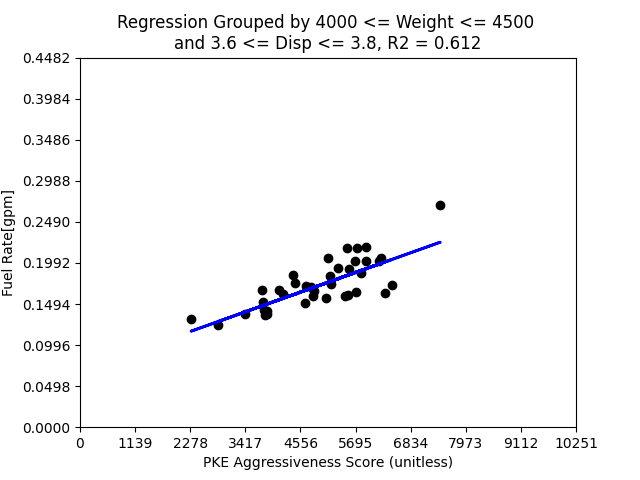 Regression Grouped by 4000 <= Weight <= 4500
and 3.6 <= Disp <= 3.8, R2 = 0.612
0.4482
0.3984
0.3486
0.2988
0.2490
0.1992
0.1494
0.0996
0.0498
0.0000
Fuel Rate[gpm]
0 1139 2278 3417 4556 5695 6834 7973 9112 10251
PKE Aggressiveness Score (unitless)